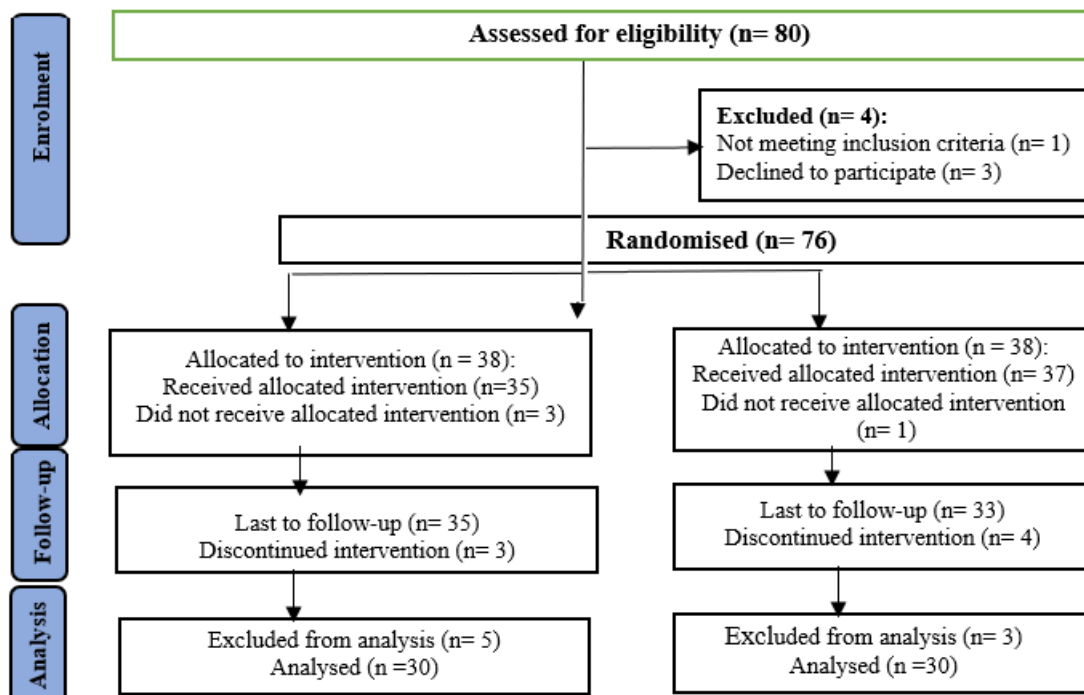 Enrolment
Assessed for eligibility (n= 80)
Excluded (n= 4):
Not meeting inclusion criteria (n= 1)
Declined to participate (n= 3)
Randomised (n= 76)
Allocation
Allocated to intervention (n = 38):
Received allocated intervention (n=35)
Did not receive allocated intervention (n= 3)
Allocated to intervention (n = 38):
Received allocated intervention (n = 37)
Did not receive allocated intervention
(n= 1)
Follow-up
Last to follow-up (n= 35)
Discontinued intervention (n= 3)
Last to follow-up (n= 33)
Discontinued intervention (n= 4)
Analysis
Excluded from analysis (n= 5)
Analysed (n =30)
Excluded from analysis (n= 3)
Analysed (n =30)